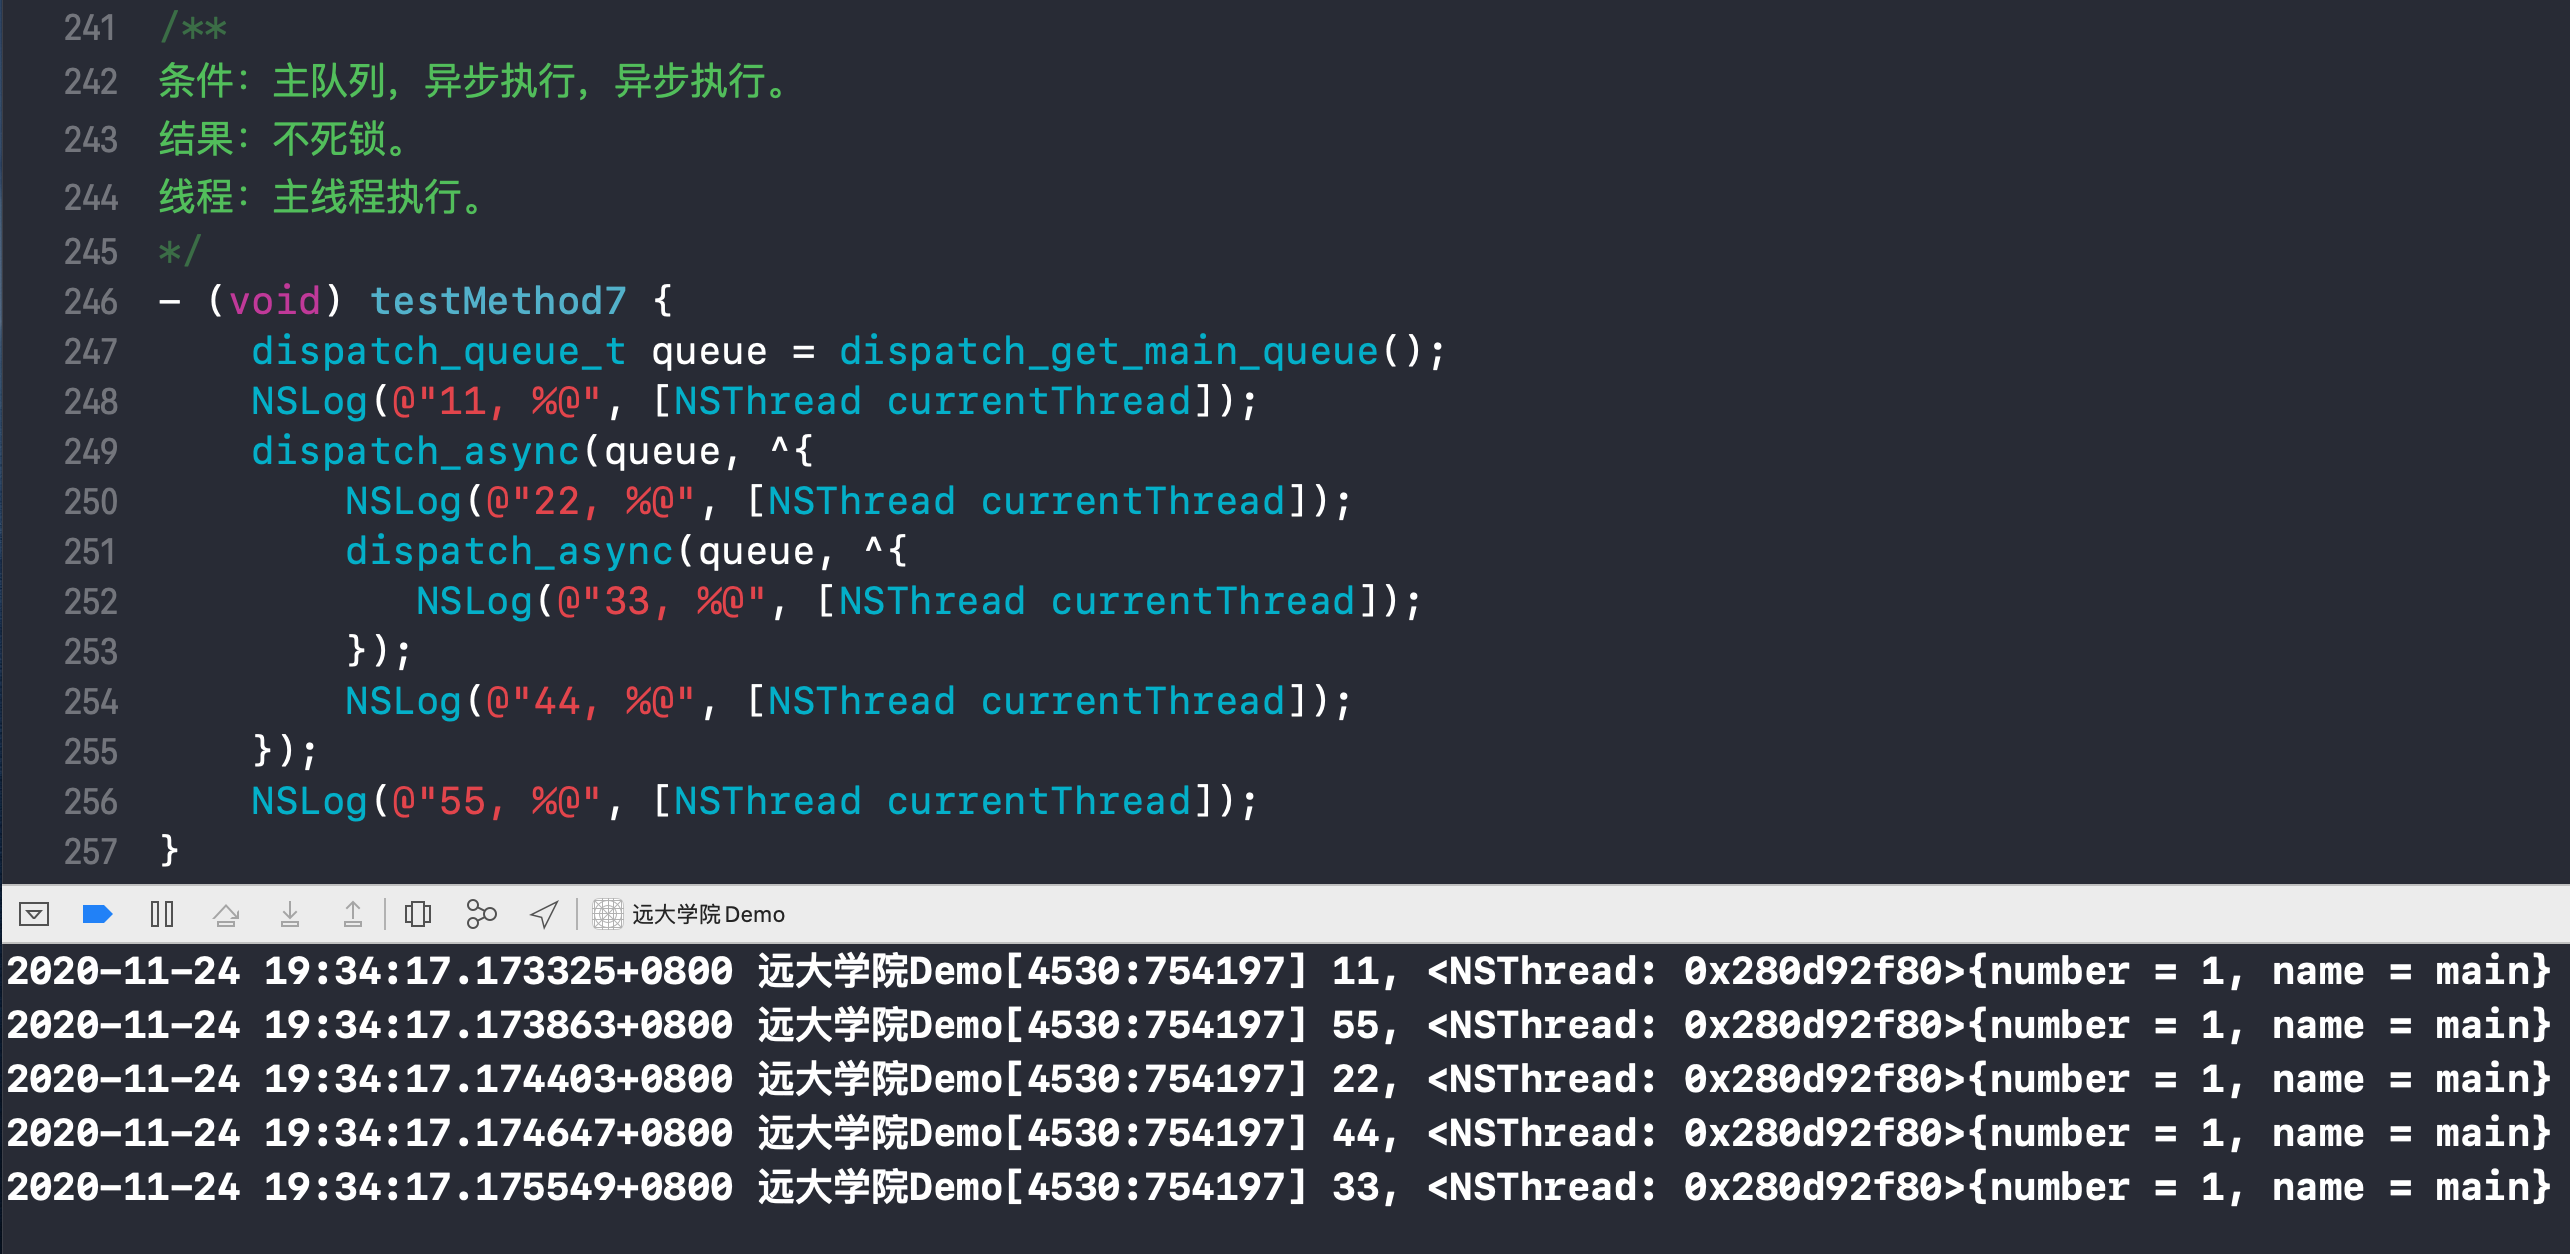 241 /**
242 条件：主队列，异步执行，异步执行。
243 结果：不死锁。
244 线程：主线程执行。
245 */
246 - (void) testMethod7 {
247     dispatch_queue_t queue = dispatch_get_main_queue();
248     NSLog(@"11, %@", [NSThread currentThread]);
249     dispatch_async(queue, ^{
250         NSLog(@"22, %@", [NSThread currentThread]);
251         dispatch_async(queue, ^{
252            NSLog(@"33, %@", [NSThread currentThread]);
253         });
254         NSLog(@"44, %@", [NSThread currentThread]);
255     });
256     NSLog(@"55, %@", [NSThread currentThread]);
257 }
远大学院Demo
2020-11-24 19:34:17.173325+0800 远大学院Demo[4530:754197] 11, <NSThread: 0x280d92f80>{number = 1, name = main}
2020-11-24 19:34:17.173863+0800 远大学院Demo[4530:754197] 55, <NSThread: 0x280d92f80>{number = 1, name = main}
2020-11-24 19:34:17.174403+0800 远大学院Demo[4530:754197] 22, <NSThread: 0x280d92f80>{number = 1, name = main}
2020-11-24 19:34:17.174647+0800 远大学院Demo[4530:754197] 44, <NSThread: 0x280d92f80>{number = 1, name = main}
2020-11-24 19:34:17.175549+0800 远大学院Demo[4530:754197] 33, <NSThread: 0x280d92f80>{number = 1, name = main}